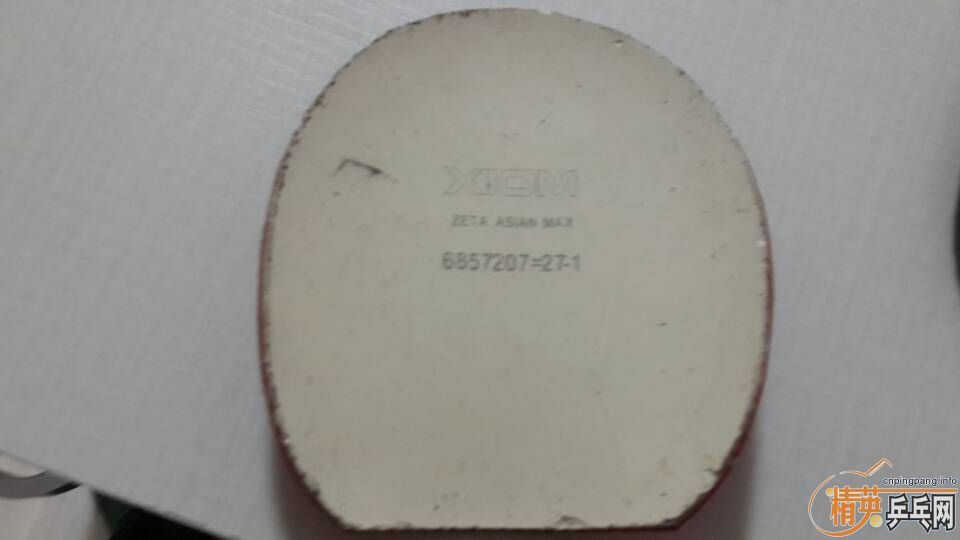 XIOM
ZETA ASIAN MAX
6857207=27-1
cnpingpang.info
精英乒乓网